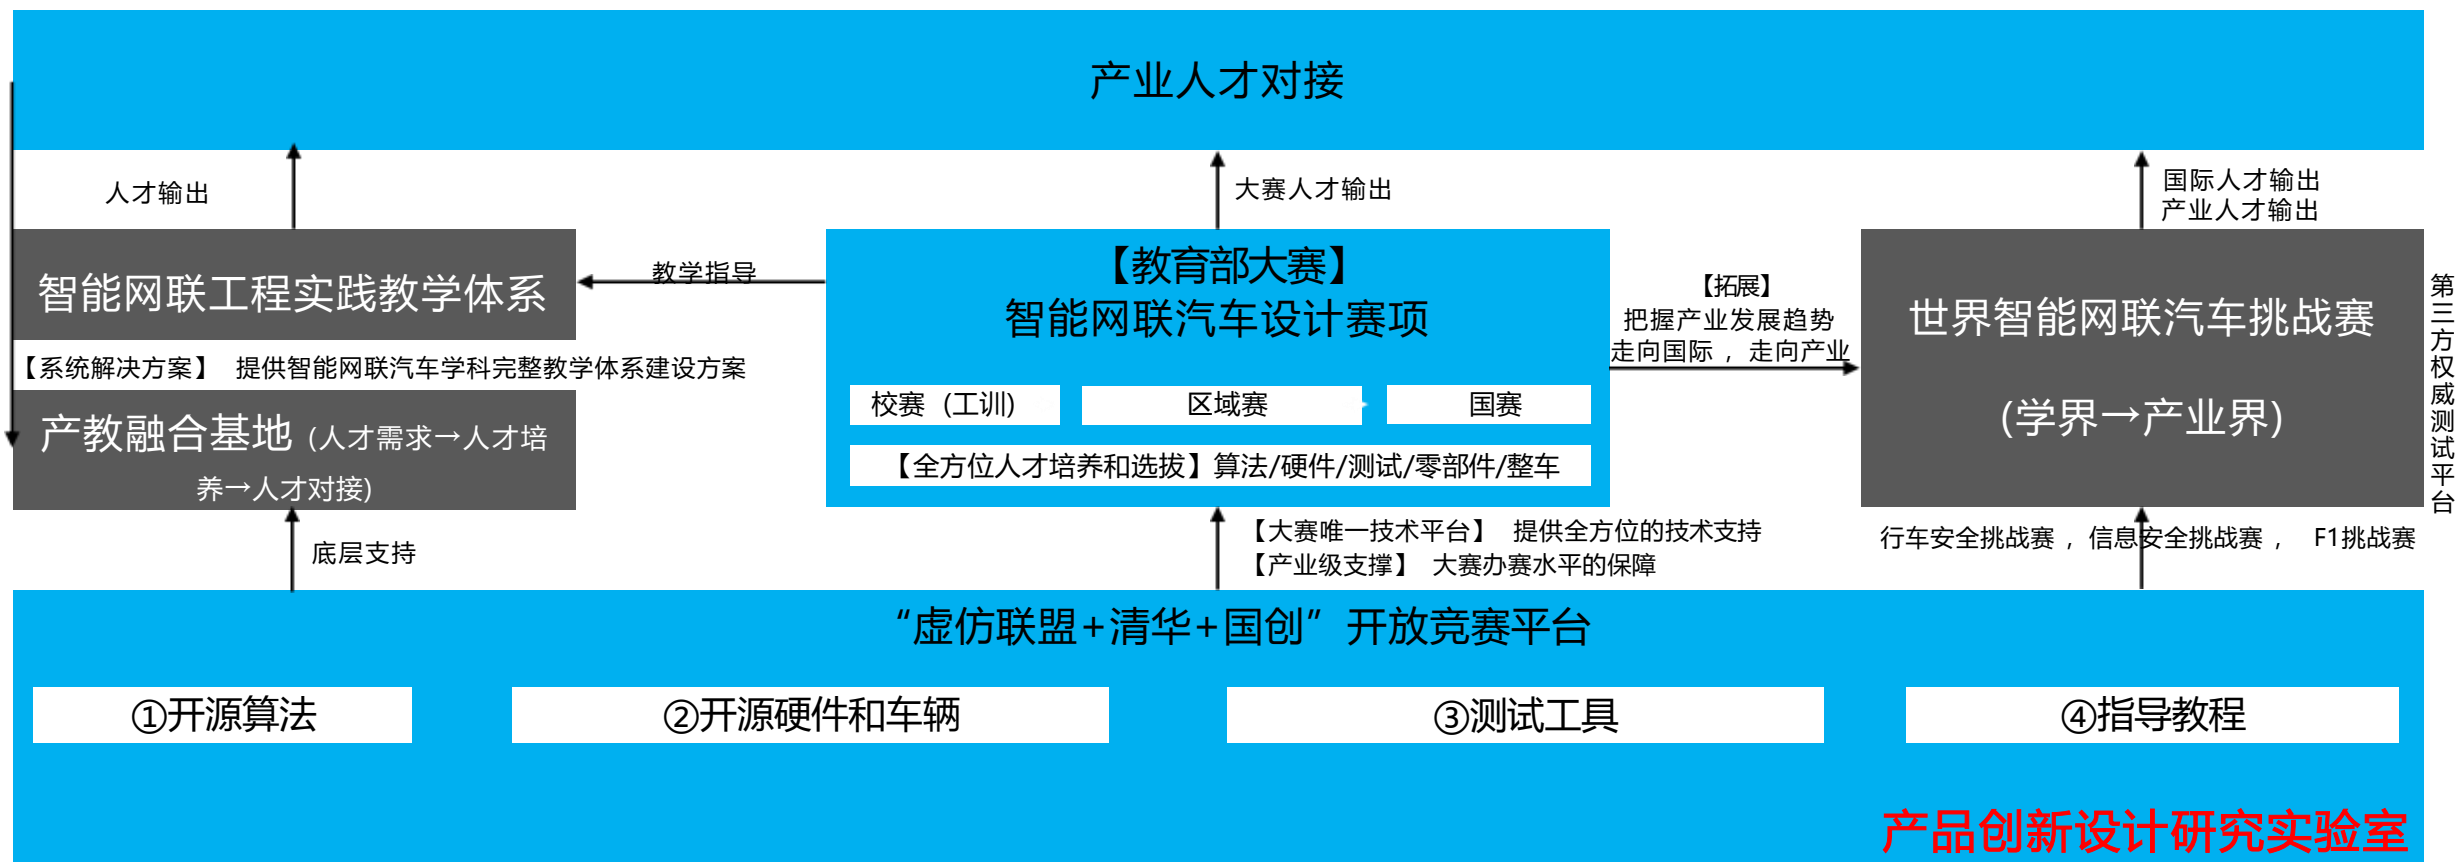 产业人才对接
人才输出
大赛人才输出
国际人才输出
产业人才输出
智能网联工程实践教学体系
教学指导
【教育部大赛】
智能网联汽车设计赛项
【拓展】
把握产业发展趋势
走向国际，走向产业
世界智能网联汽车挑战赛
(学界→产业界)
第三方权威测试平台
【系统解决方案】 提供智能网联汽车学科完整教学体系建设方案
校赛 (工训)
区域赛
国赛
产教融合基地 (人才需求→人才培
养→人才对接)
【全方位人才培养和选拔】算法/硬件/测试/零部件/整车
底层支持
【大赛唯一技术平台】 提供全方位的技术支持
【产业级支撑】 大赛办赛水平的保障
行车安全挑战赛，信息安全挑战赛， F1挑战赛
“虚仿联盟+清华+国创”开放竞赛平台
①开源算法
②开源硬件和车辆
③测试工具
④指导教程
产品创新设计研究实验室